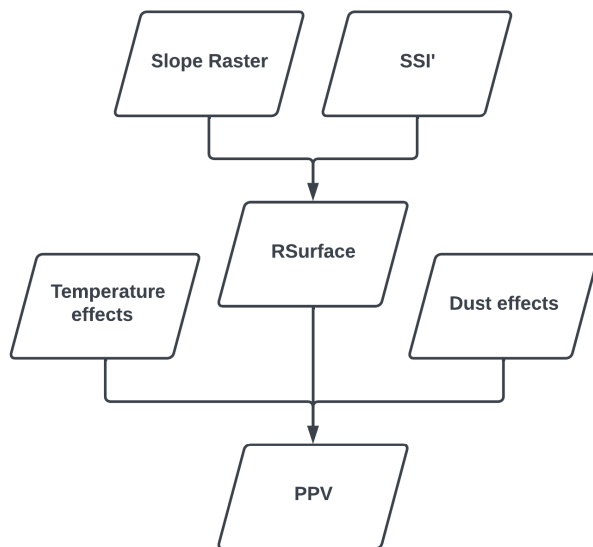 Slope Raster
SSI'
RSurface
Temperature
effects
Dust effects
PPV